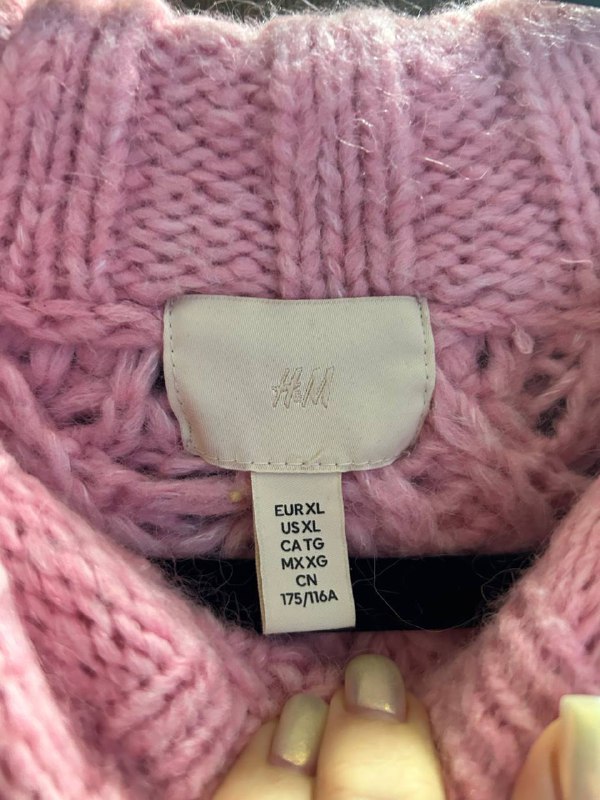 H&M
EUR XL
US XL
CA TG
MX XG
CN
175/116A